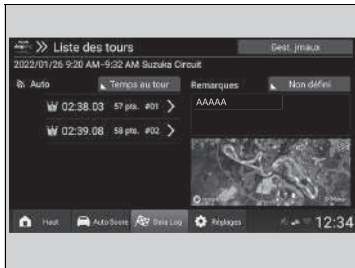 Liste des tours
Gest. jrnaux
2022/01/26 9:20 AM-9:32 AM Suzuka Circuit
Auto
Temps au tour
Remarques
Non défini
02:38.03 57 pts. #01
AAAAA
02:39.08 58 pts. #02
Haut
Auto Score
Data Log
Réglages
12:34